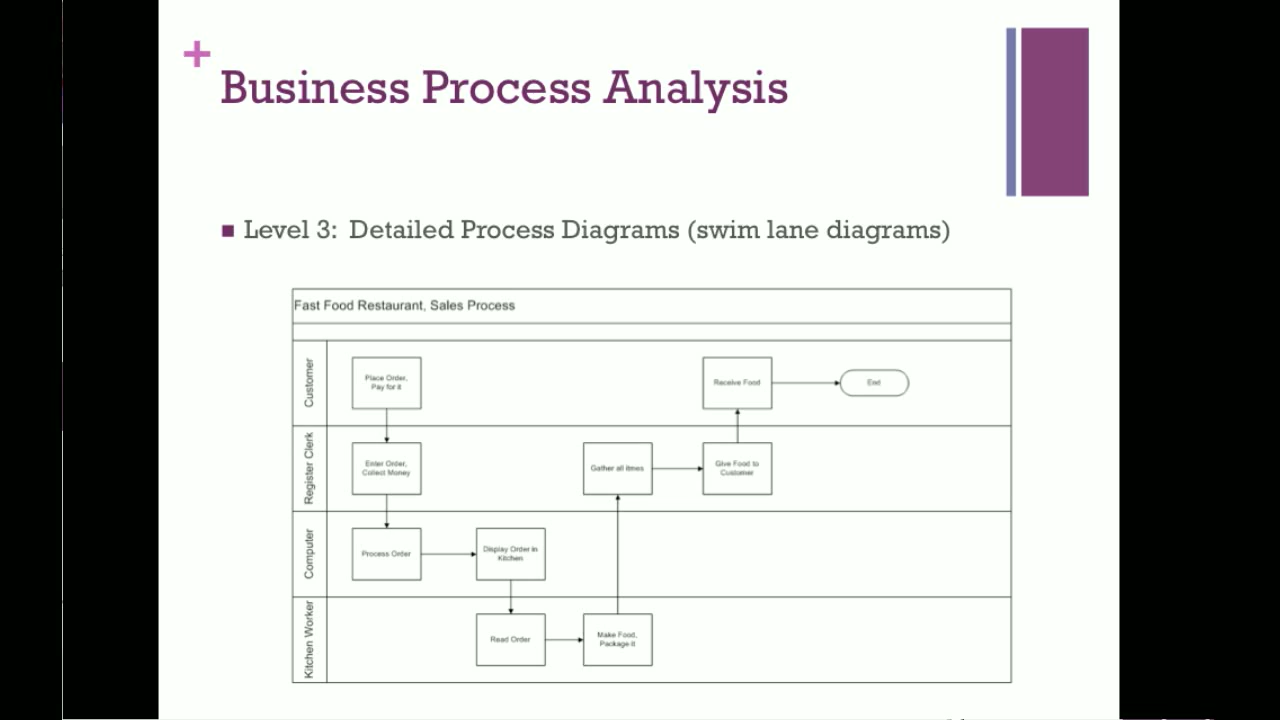 +
Business Process Analysis
Level 3: Detailed Process Diagrams (swim lane diagrams)
Fast Food Restaurant, Sales Process
Customer
Place Order,
Pay for it
Receive Food
End
Register Clerk
Enter Order,
Collect Money
Gather all itmes
Give Food to
Customer
Computer
Process Order
Display Order in
Kitchen
Kitchen Worker
Read Order
Make Food,
Package it